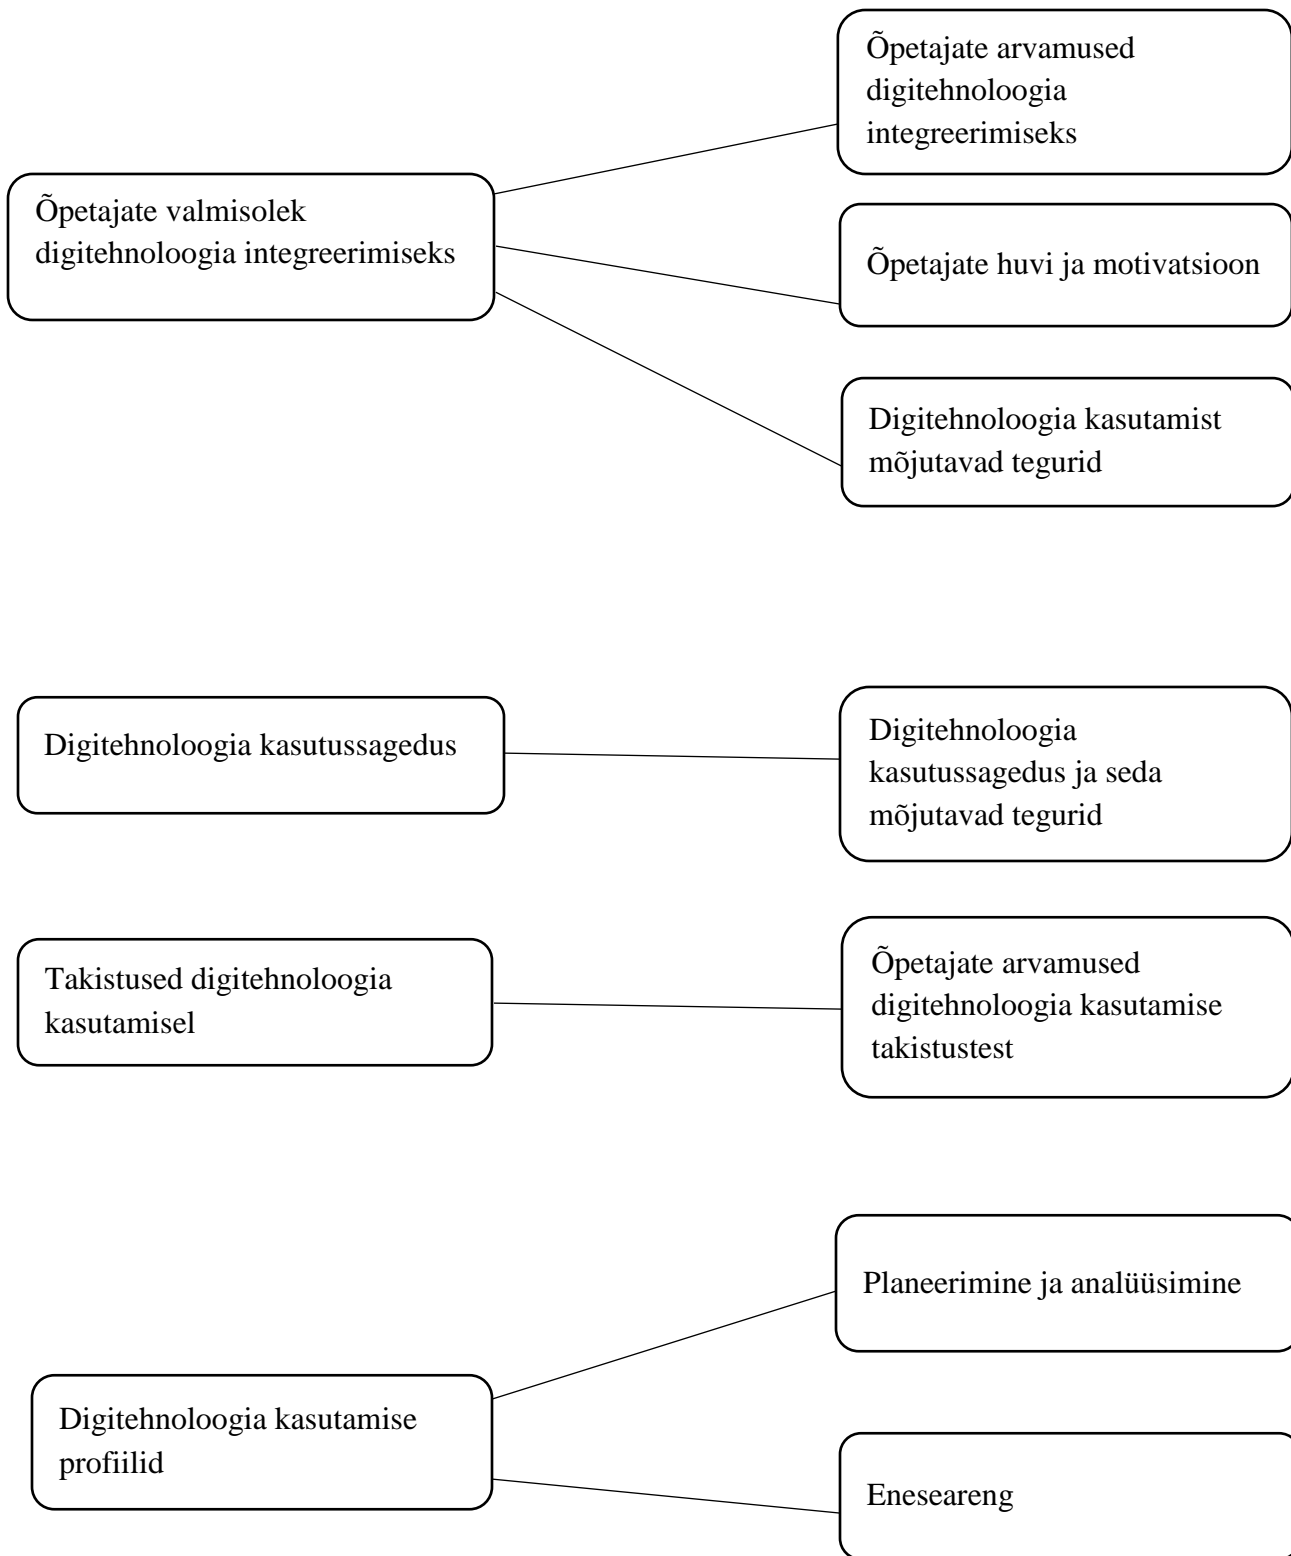 Õpetajate arvamused
digitehnoloogia
integreerimiseks
Õpetajate valmisolek
digitehnoloogia integreerimiseks
Õpetajate huvi ja motivatsioon
Digitehnoloogia kasutamist
mõjutavad tegurid
Digitehnoloogia kasutussagedus
Digitehnoloogia
kasutussagedus ja seda
mõjutavad tegurid
Takistused digitehnoloogia
kasutamisel
Õpetajate arvamused
digitehnoloogia kasutamise
takistustest
Planeerimine ja analüüsimine
Digitehnoloogia kasutamise
profiilid
Eneseareng